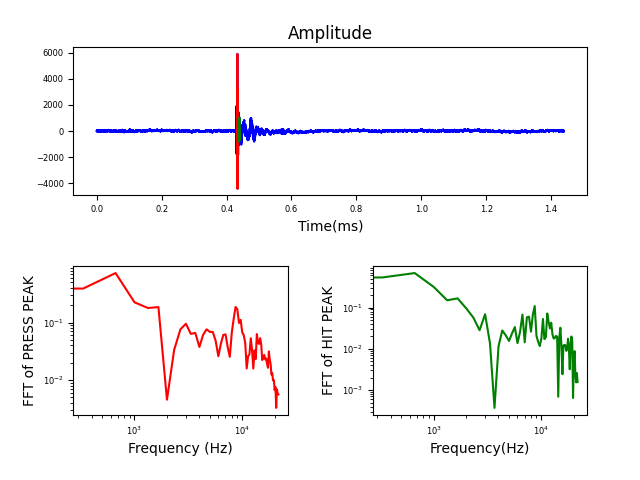 Amplitude
6000
4000
2000
0
−2000
−4000
0.0 0.2 0.4 0.6 0.8 1.0 1.2 1.4
Time(ms)
FFT of PRESS PEAK
10⁻¹
10⁻²
10³ 10⁴
Frequency (Hz)
FFT of HIT PEAK
10⁻¹
10⁻²
10⁻³
10³ 10⁴
Frequency(Hz)